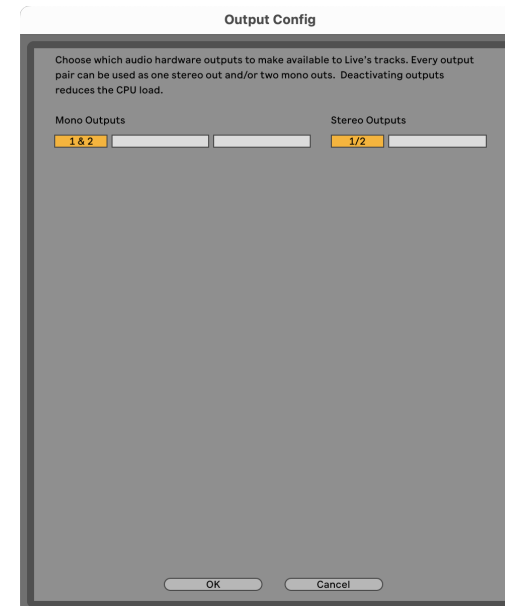 Output Config
Choose which audio hardware outputs to make available to Live's tracks. Every output
pair can be used as one stereo out and/or two mono outs.  Deactivating outputs
reduces the CPU load.
Mono Outputs
Stereo Outputs
1 & 2
1/2
OK
Cancel